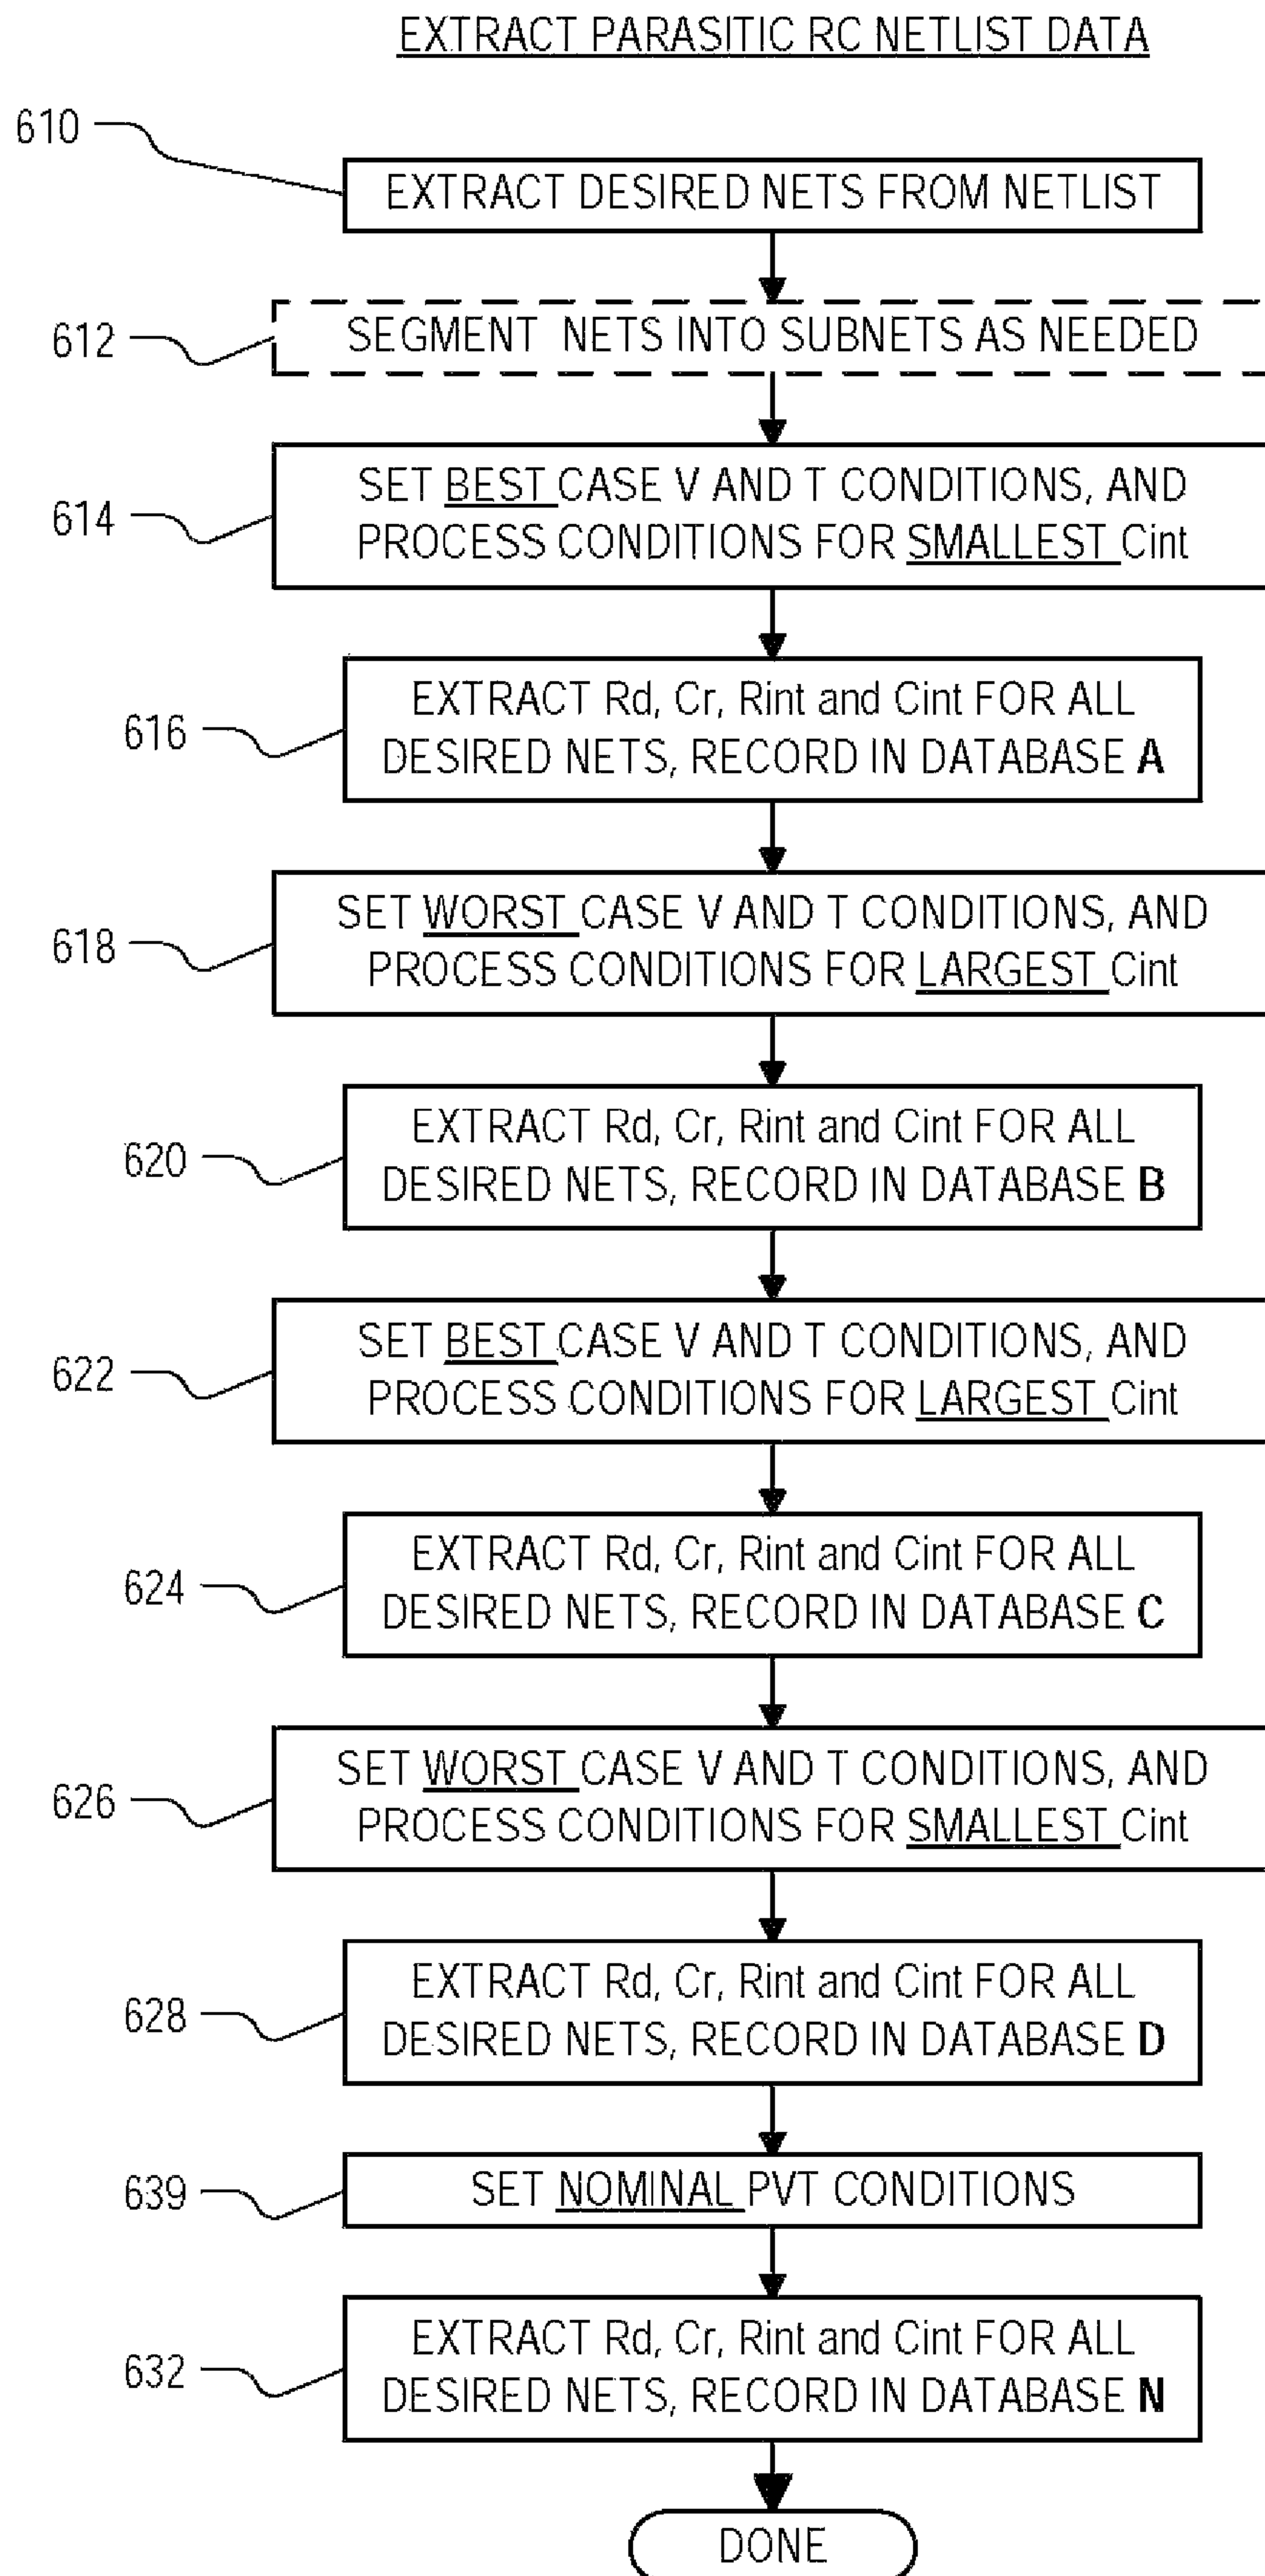 EXTRACT PARASITIC RC NETLIST DATA
610
EXTRACT DESIRED NETS FROM NETLIST
612
SEGMENT NETS INTO SUBNETS AS NEEDED
614
SET BEST CASE V AND T CONDITIONS, AND
PROCESS CONDITIONS FOR SMALLEST Cint
616
EXTRACT Rd, Cr, Rint and Cint FOR ALL
DESIRED NETS, RECORD IN DATABASE A
618
SET WORST CASE V AND T CONDITIONS, AND
PROCESS CONDITIONS FOR LARGEST Cint
620
EXTRACT Rd, Cr, Rint and Cint FOR ALL
DESIRED NETS, RECORD IN DATABASE B
622
SET BEST CASE V AND T CONDITIONS, AND
PROCESS CONDITIONS FOR LARGEST Cint
624
EXTRACT Rd, Cr, Rint and Cint FOR ALL
DESIRED NETS, RECORD IN DATABASE C
626
SET WORST CASE V AND T CONDITIONS, AND
PROCESS CONDITIONS FOR SMALLEST Cint
628
EXTRACT Rd, Cr, Rint and Cint FOR ALL
DESIRED NETS, RECORD IN DATABASE D
639
SET NOMINAL PVT CONDITIONS
632
EXTRACT Rd, Cr, Rint and Cint FOR ALL
DESIRED NETS, RECORD IN DATABASE N
DONE